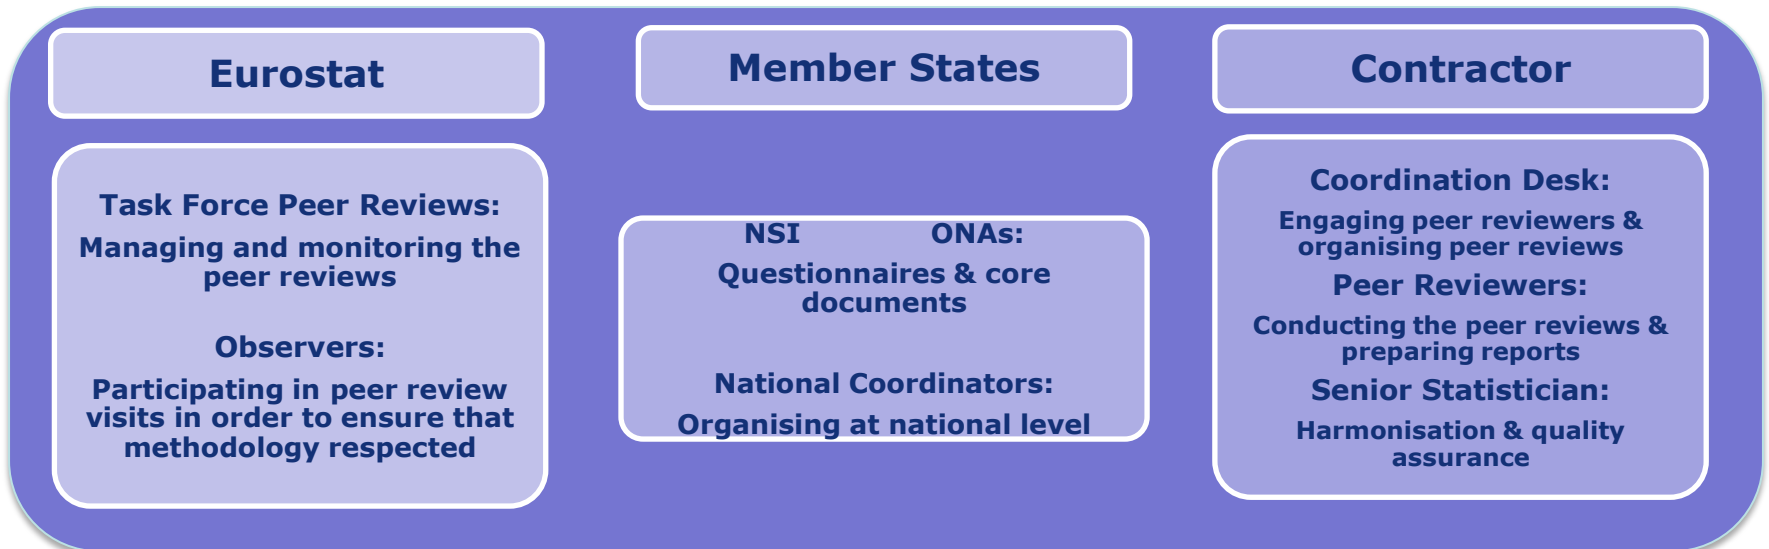 Eurostat
Task Force Peer Reviews:
Managing and monitoring the
peer reviews
Observers:
Participating in peer review
visits in order to ensure that
methodology respected
Member States
NSI ONAs:
Questionnaires & core
documents
National Coordinators:
Organising at national level
Contractor
Coordination Desk:
Engaging peer reviewers &
organising peer reviews
Peer Reviewers:
Conducting the peer reviews &
preparing reports
Senior Statistician:
Harmonisation & quality
assurance